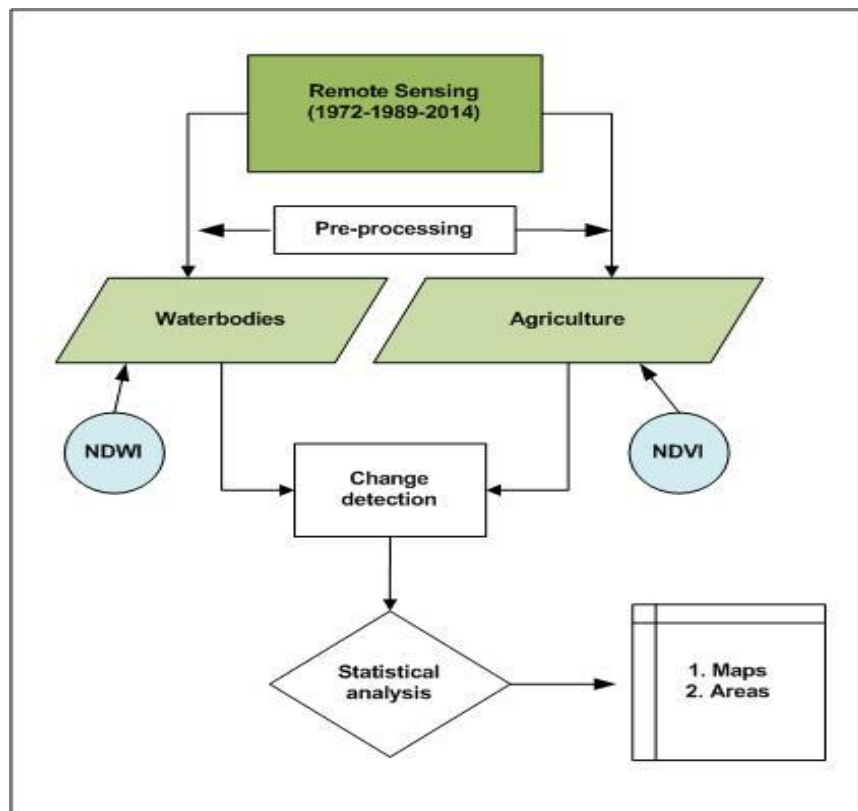 Remote Sensing
(1972-1989-2014)
Pre-processing
Waterbodies
Agriculture
NDWI
NDVI
Change
detection
Statistical
analysis
1. Maps
2. Areas